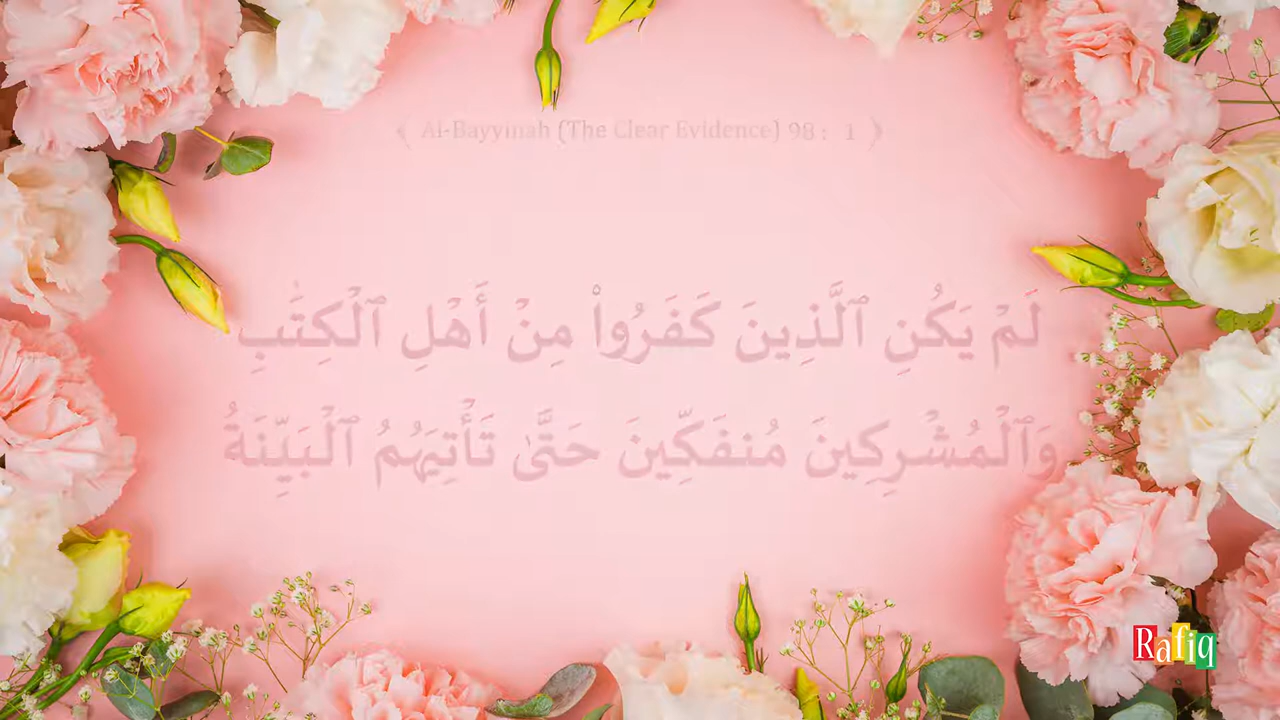 ﴾ Al-Bayyinah (The Clear Evidence) 98 : 1 ﴿
لَمْ يَكُنِ ٱلَّذِينَ كَفَرُوا۟ مِنْ أَهْلِ ٱلْكِتَٰبِ
وَٱلْمُشْرِكِينَ مُنفَكِّينَ حَتَّىٰ تَأْتِيَهُمُ ٱلْبَيِّنَةُ
Rafiq